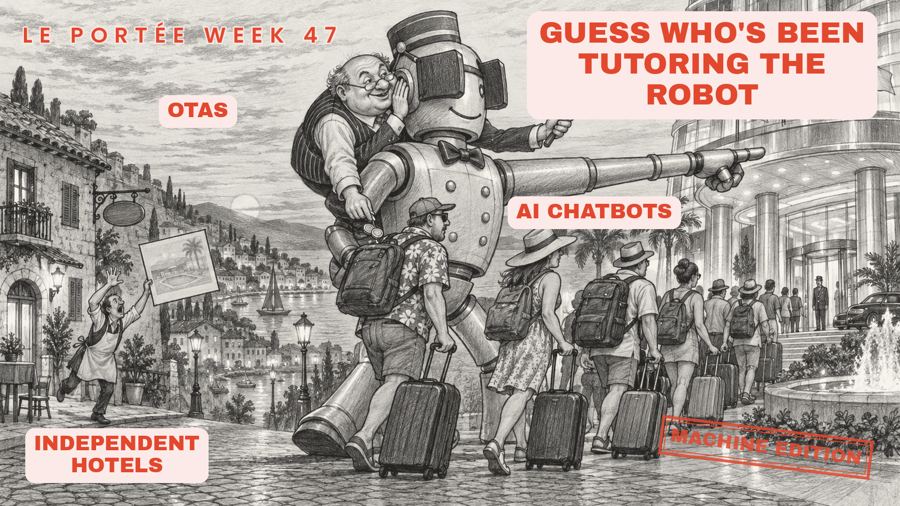 LE PORTÉE WEEK 47
GUESS WHO'S BEEN
TUTORING THE
ROBOT
OTAS
AI CHATBOTS
INDEPENDENT
HOTELS
MACHINE EDITION